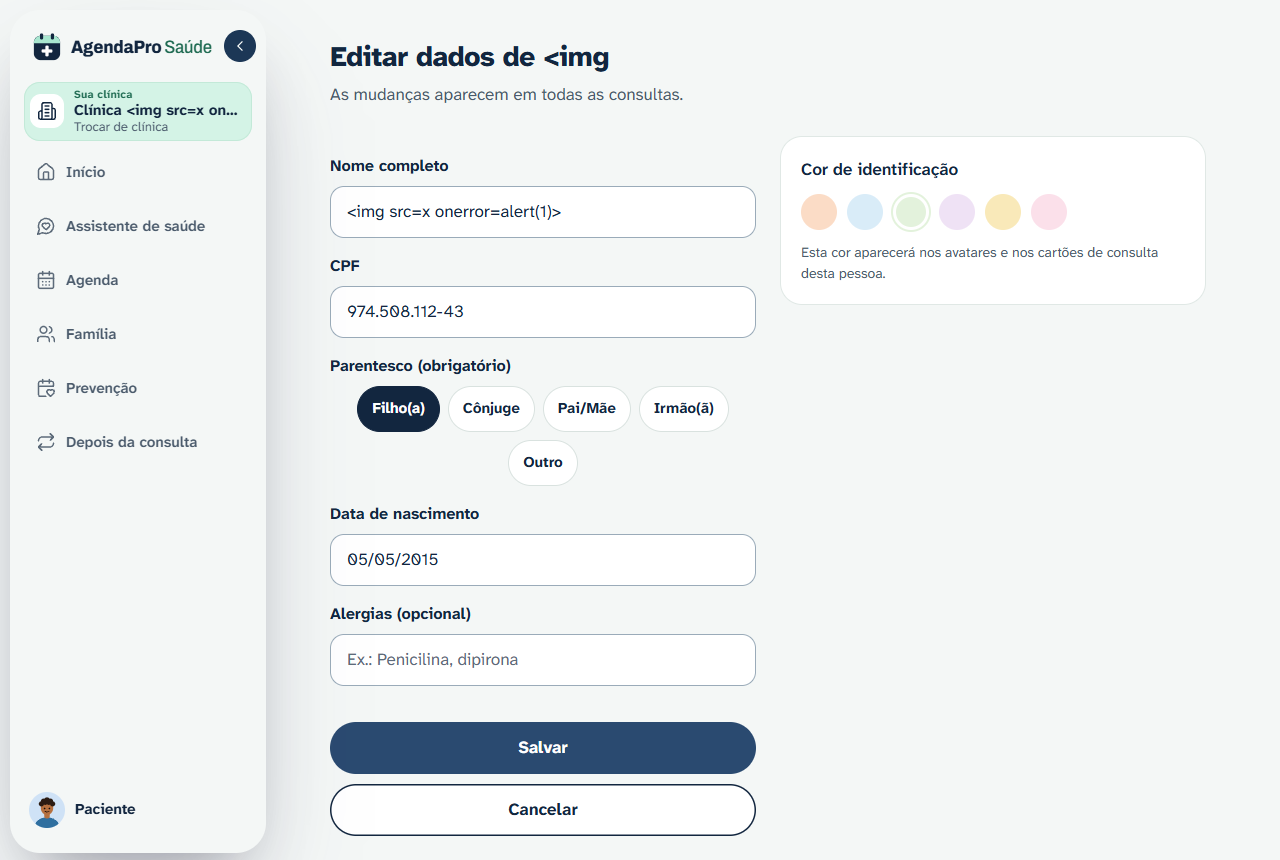 AgendaPro Saúde
Sua clínica
Clínica <img src=x on...
Trocar de clínica
Início
Assistente de saúde
Agenda
Família
Prevenção
Depois da consulta
Paciente
Editar dados de <img
As mudanças aparecem em todas as consultas.
Nome completo
<img src=x onerror=alert(1)>
CPF
974.508.112-43
Parentesco (obrigatório)
Filho(a) Cônjuge Pai/Mãe Irmão(ã)
Outro
Data de nascimento
05/05/2015
Alergias (opcional)
Ex.: Penicilina, dipirona
Salvar
Cancelar
Cor de identificação
Esta cor aparecerá nos avatares e nos cartões de consulta
desta pessoa.